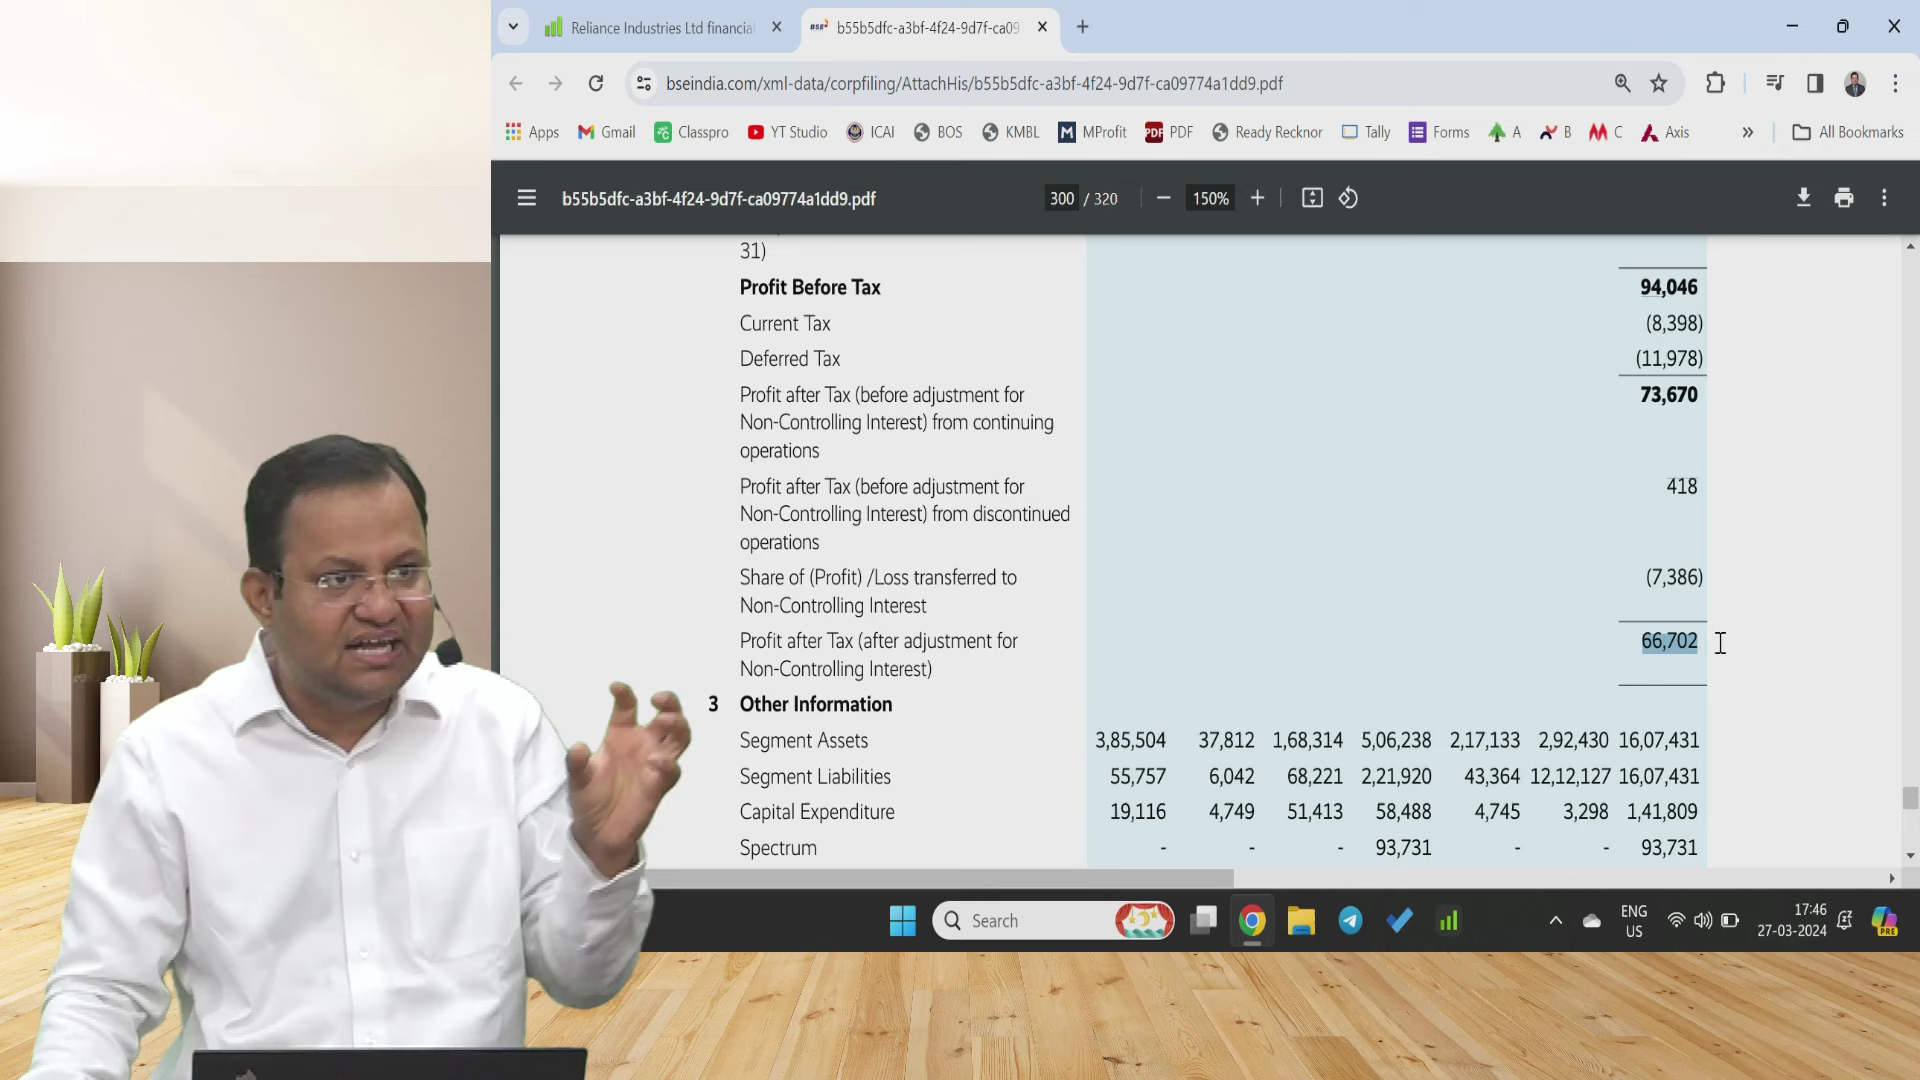 Reliance Industries Ltd financia
BSE b55b5dfc-a3bf-4f24-9d7f-ca09
bseindia.com/xml-data/corpfiling/AttachHis/b55b5dfc-a3bf-4f24-9d7f-ca09774a1dd9.pdf
Apps Gmail Classpro YT Studio ICAI BOS KMBL MProfit PDF PDF Ready Recknor Tally Forms A B C Axis » All Bookmarks
b55b5dfc-a3bf-4f24-9d7f-ca09774a1dd9.pdf 300 / 320 − 150% +
31)
Profit Before Tax 94,046
Current Tax (8,398)
Deferred Tax (11,978)
Profit after Tax (before adjustment for 73,670
Non-Controlling Interest) from continuing
operations
Profit after Tax (before adjustment for 418
Non-Controlling Interest) from discontinued
operations
Share of (Profit) /Loss transferred to (7,386)
Non-Controlling Interest
Profit after Tax (after adjustment for 66,702
Non-Controlling Interest)
3 Other Information
Segment Assets 3,85,504 37,812 1,68,314 5,06,238 2,17,133 2,92,430 16,07,431
Segment Liabilities 55,757 6,042 68,221 2,21,920 43,364 12,12,127 16,07,431
Capital Expenditure 19,116 4,749 51,413 58,488 4,745 3,298 1,41,809
Spectrum - - - 93,731 - - 93,731
Search
ENG
US
17:46
27-03-2024
PRE